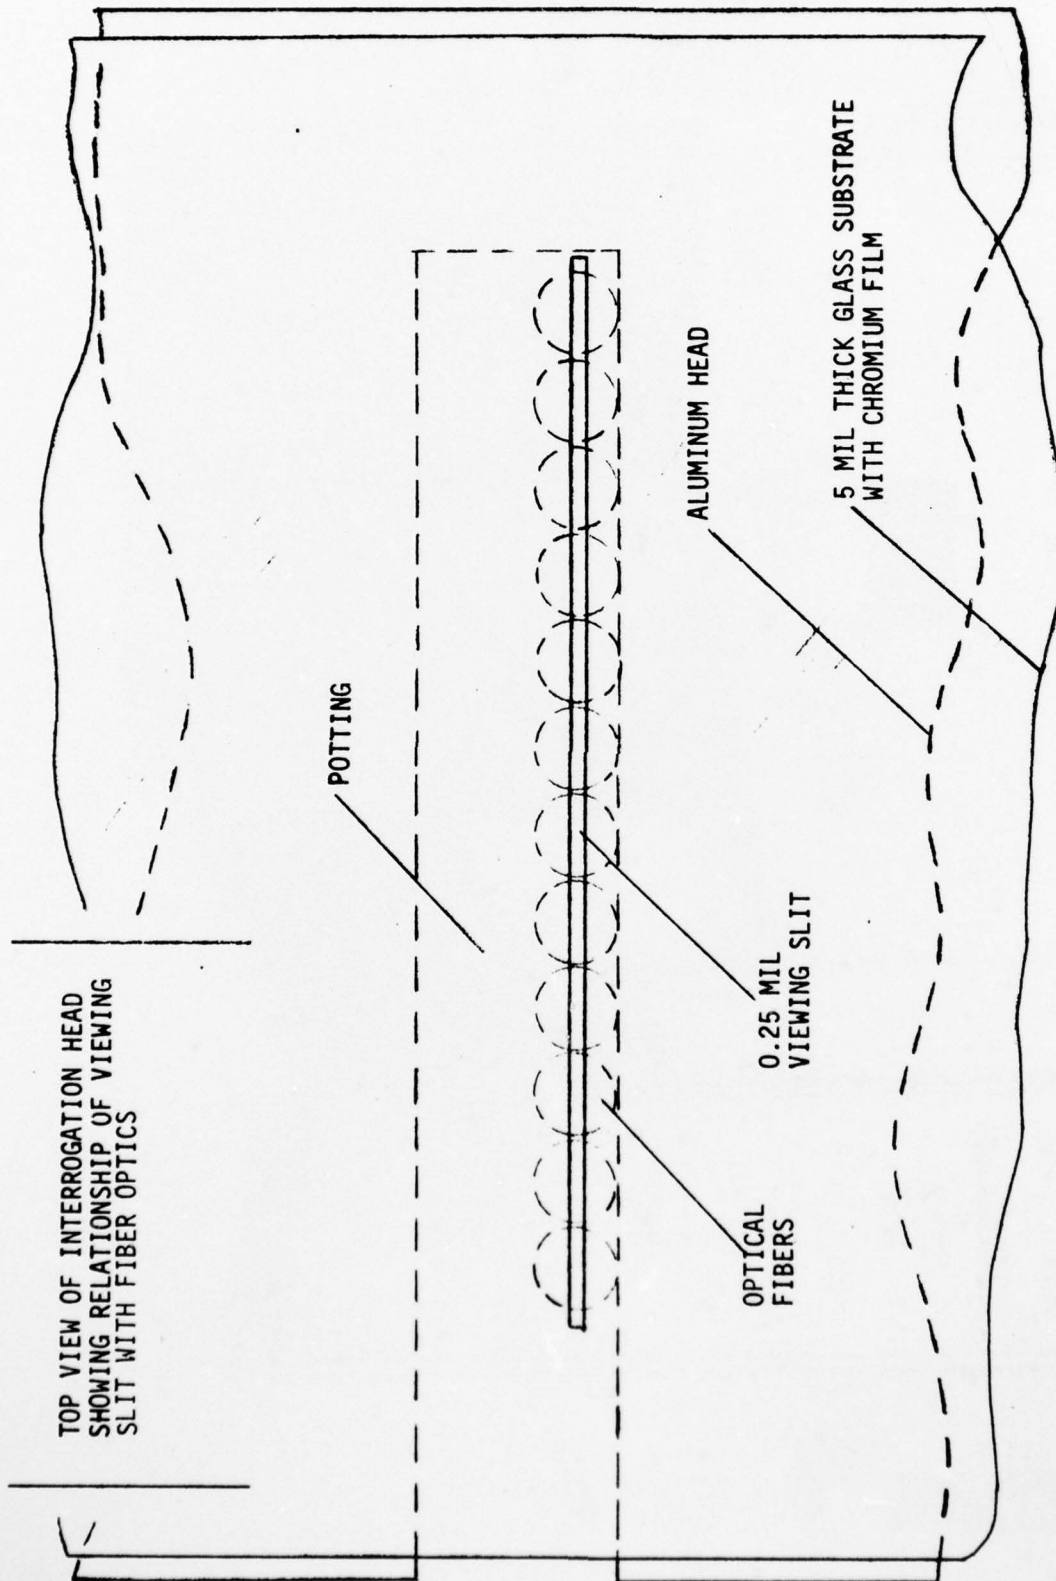 TOP VIEW OF INTERROGATION HEAD
SHOWING RELATIONSHIP OF VIEWING
SLIT WITH FIBER OPTICS
POTTING
OPTICAL
FIBERS
0.25 MIL
VIEWING SLIT
ALUMINUM HEAD
5 MIL THICK GLASS SUBSTRATE
WITH CHROMIUM FILM